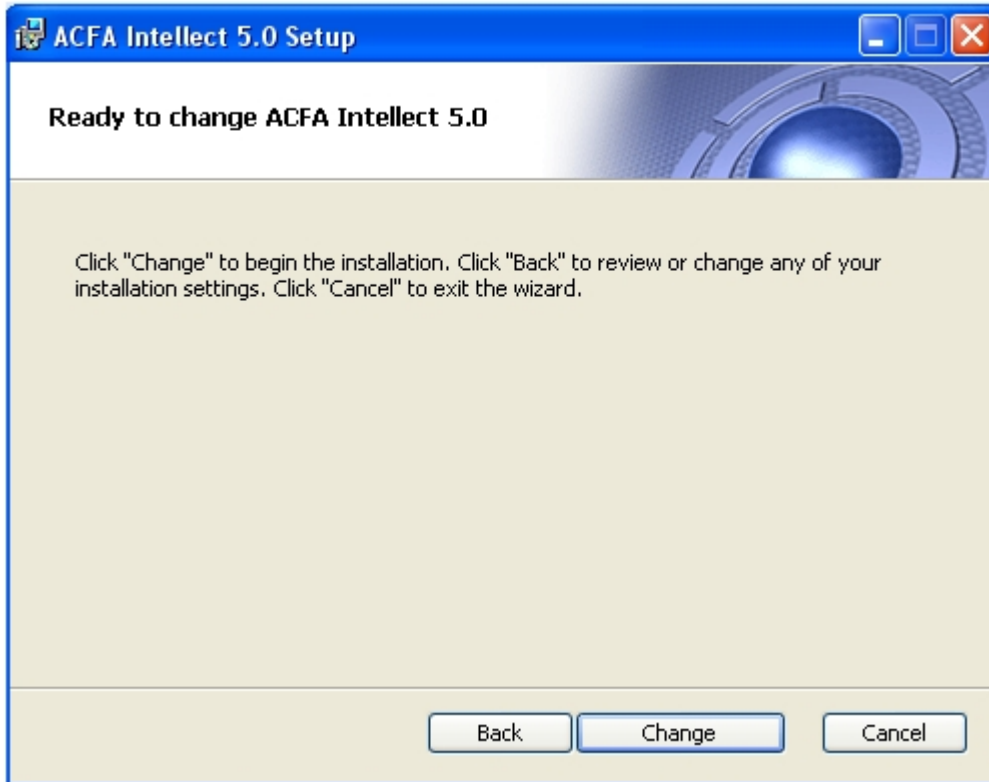 ACFA Intellect 5.0 Setup
Ready to change ACFA Intellect 5.0
Click "Change" to begin the installation. Click "Back" to review or change any of your
installation settings. Click "Cancel" to exit the wizard.
Back Change Cancel